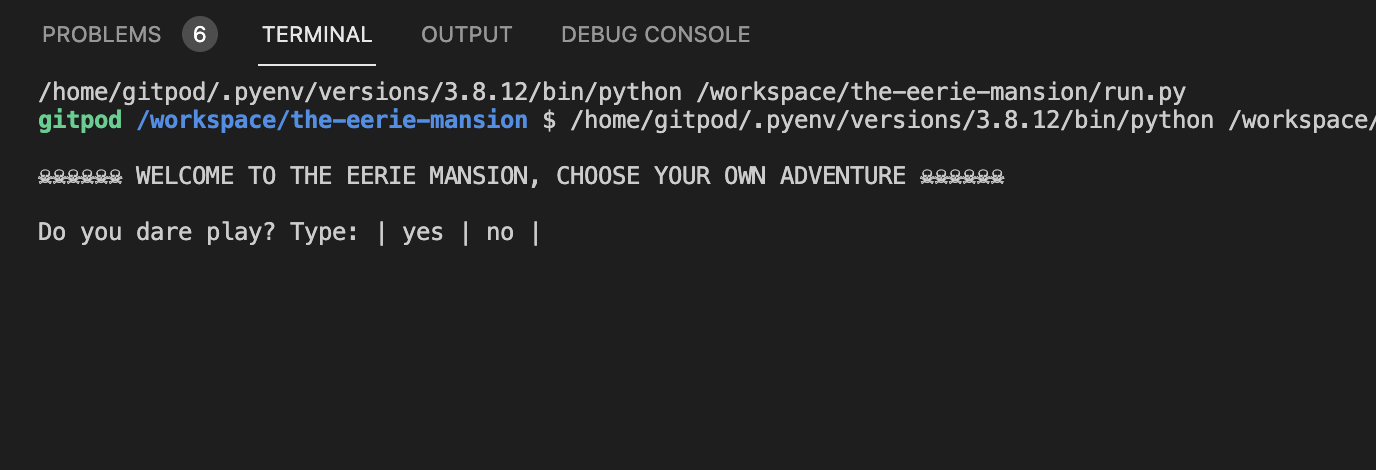 PROBLEMS 6 TERMINAL OUTPUT DEBUG CONSOLE
/home/gitpod/.pyenv/versions/3.8.12/bin/python /workspace/the-eerie-mansion/run.py
gitpod /workspace/the-eerie-mansion $ /home/gitpod/.pyenv/versions/3.8.12/bin/python /workspace/
☠☠☠☠☠☠ WELCOME TO THE EERIE MANSION, CHOOSE YOUR OWN ADVENTURE ☠☠☠☠☠☠
Do you dare play? Type: | yes | no |